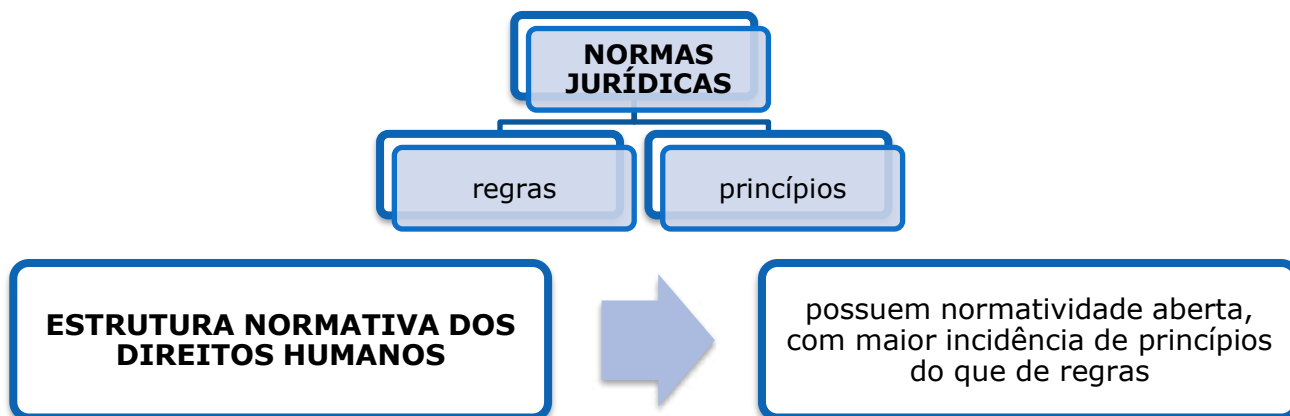 NORMAS
JURÍDICAS
regras
princípios
ESTRUTURA NORMATIVA DOS
DIREITOS HUMANOS
possuem normatividade aberta,
com maior incidência de princípios
do que de regras